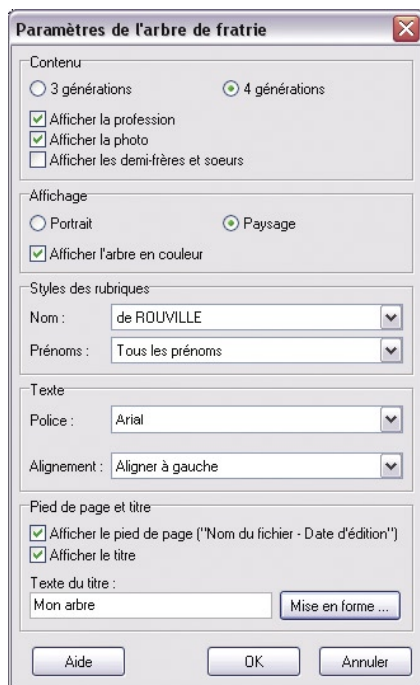 Paramètres de l'arbre de fratrie
Contenu
3 générations 4 générations
Afficher la profession
Afficher la photo
Afficher les demi-frères et soeurs
Affichage
Portrait Paysage
Afficher l'arbre en couleur
Styles des rubriques
Nom : de ROUVILLE
Prénoms : Tous les prénoms
Texte
Police : Arial
Alignement : Aligner à gauche
Pied de page et titre
Afficher le pied de page ("Nom du fichier - Date d'édition")
Afficher le titre
Texte du titre :
Mon arbre Mise en forme ...
Aide OK Annuler